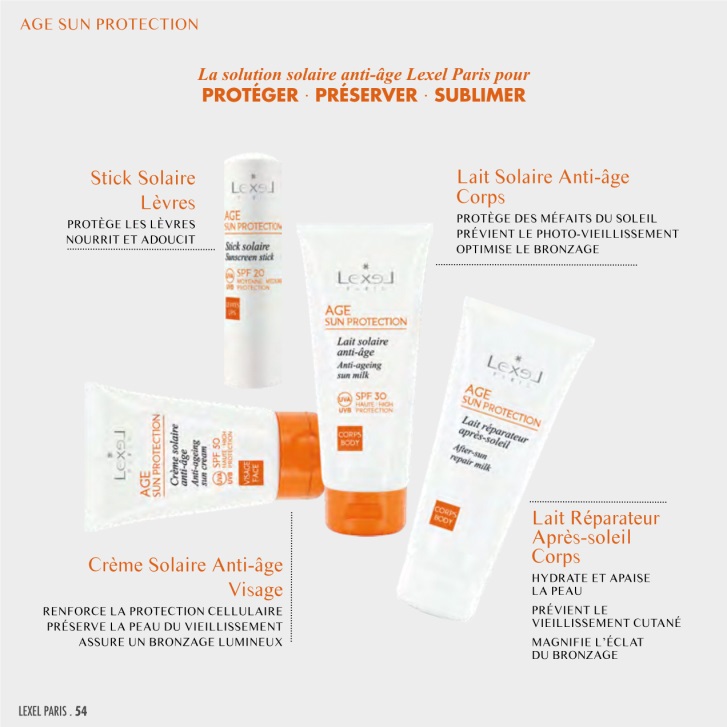 AGE SUN PROTECTION
La solution solaire anti-âge Lexel Paris pour
PROTÉGER · PRÉSERVER · SUBLIMER
Stick Solaire
Lèvres
PROTÈGE LES LÈVRES
NOURRIT ET ADOUCIT
Lait Solaire Anti-âge
Corps
PROTÈGE DES MÉFAITS DU SOLEIL
PRÉVIENT LE PHOTO-VIEILLISSEMENT
OPTIMISE LE BRONZAGE
Lexel
PARIS
AGE
SUN PROTECTION
Stick solaire
Sunscreen stick
SPF 20
Lexel
PARIS
AGE
SUN PROTECTION
Lait solaire
anti-âge
Anti-ageing
sun milk
UVA
UVB
SPF 30
HAUTE · HIGH
PROTECTION
CORPS
BODY
Lexel
PARIS
AGE
SUN PROTECTION
Lait réparateur
après-soleil
After-sun
repair milk
CORPS
BODY
Lexel
PARIS
AGE
SUN PROTECTION
Crème solaire
anti-âge
Anti-ageing
sun cream
UVA
UVB
SPF 50
HAUTE · HIGH
PROTECTION
VISAGE
FACE
Crème Solaire Anti-âge
Visage
RENFORCE LA PROTECTION CELLULAIRE
PRÉSERVE LA PEAU DU VIEILLISSEMENT
ASSURE UN BRONZAGE LUMINEUX
Lait Réparateur
Après-soleil
Corps
HYDRATE ET APAISE
LA PEAU
PRÉVIENT LE
VIEILLISSEMENT CUTANÉ
MAGNIFIE L'ÉCLAT
DU BRONZAGE
LEXEL PARIS . 54